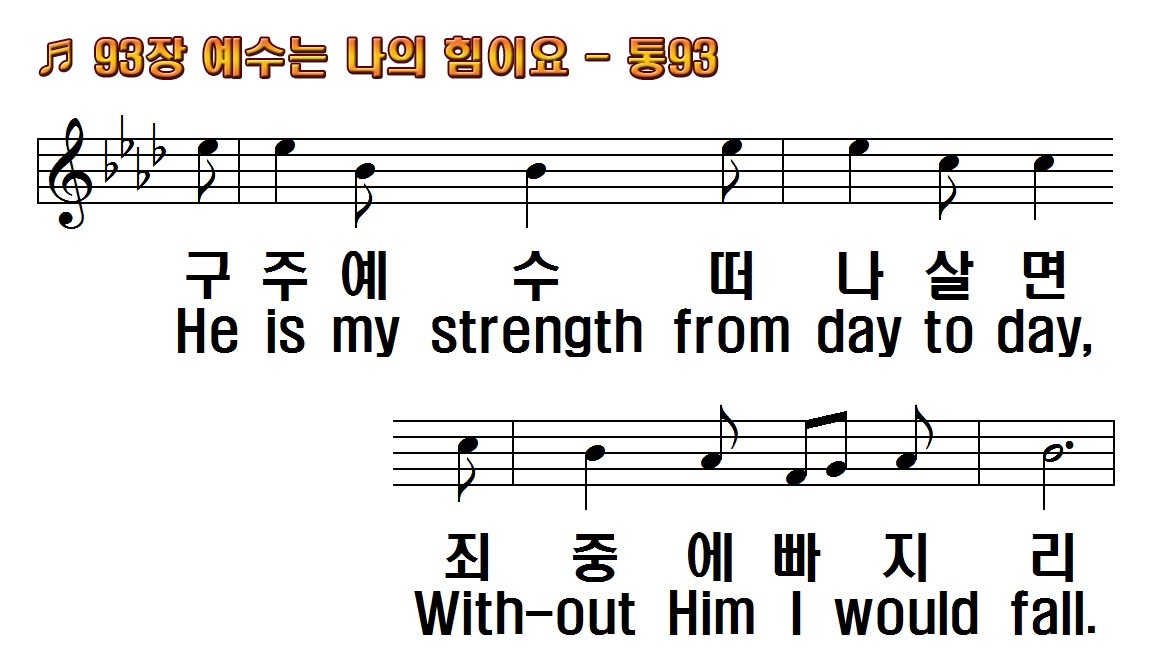 93장 예수는 나의 힘이요 - 통93
구 주 예 수 떠 나 살 면
He is my strength from day to day,
죄 중 에 빠 지 리
With-out Him I would fall.